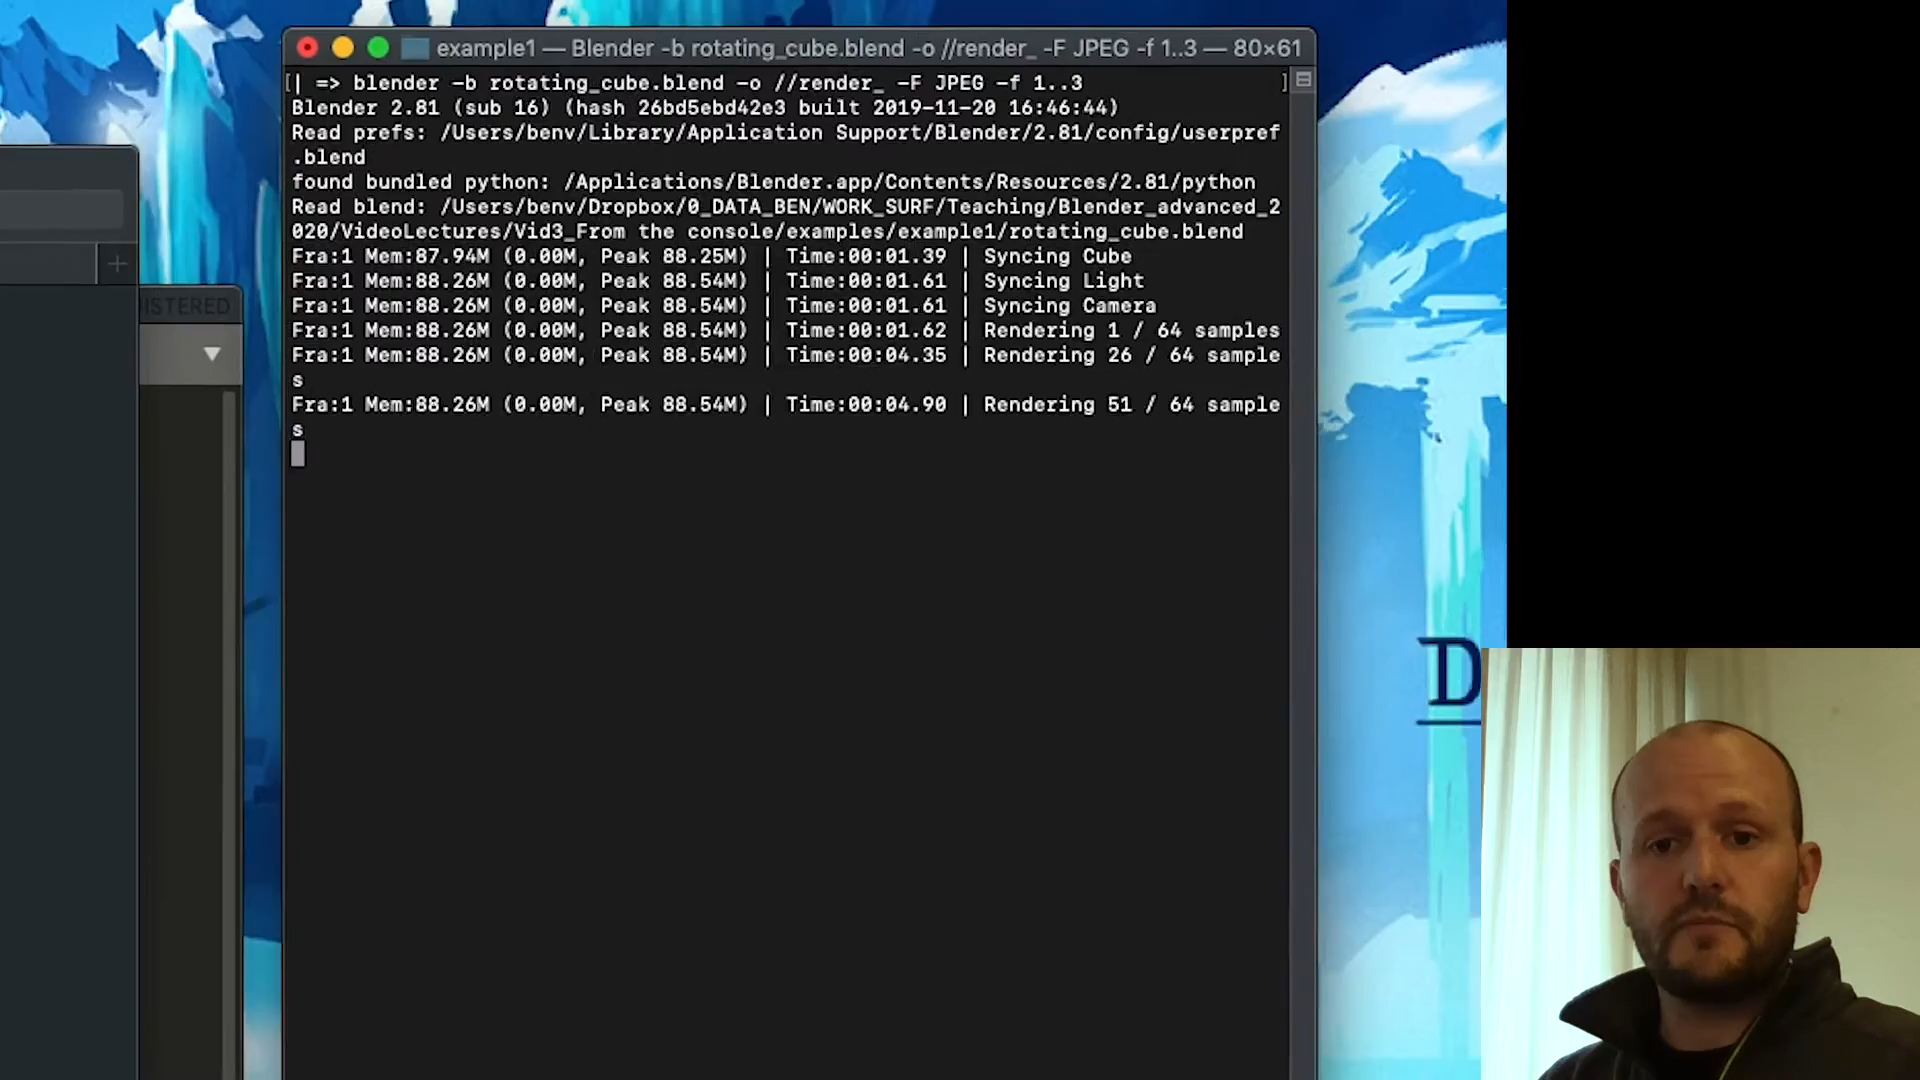 example1 — Blender -b rotating_cube.blend -o //render_ -F JPEG -f 1..3 — 80×61
[| => blender -b rotating_cube.blend -o //render_ -F JPEG -f 1..3 ]
Blender 2.81 (sub 16) (hash 26bd5ebd42e3 built 2019-11-20 16:46:44)
Read prefs: /Users/benv/Library/Application Support/Blender/2.81/config/userpref
.blend
found bundled python: /Applications/Blender.app/Contents/Resources/2.81/python
Read blend: /Users/benv/Dropbox/0_DATA_BEN/WORK_SURF/Teaching/Blender_advanced_2
020/VideoLectures/Vid3_From the console/examples/example1/rotating_cube.blend
Fra:1 Mem:87.94M (0.00M, Peak 88.25M) | Time:00:01.39 | Syncing Cube
Fra:1 Mem:88.26M (0.00M, Peak 88.54M) | Time:00:01.61 | Syncing Light
Fra:1 Mem:88.26M (0.00M, Peak 88.54M) | Time:00:01.61 | Syncing Camera
Fra:1 Mem:88.26M (0.00M, Peak 88.54M) | Time:00:01.62 | Rendering 1 / 64 samples
Fra:1 Mem:88.26M (0.00M, Peak 88.54M) | Time:00:04.35 | Rendering 26 / 64 sample
s
Fra:1 Mem:88.26M (0.00M, Peak 88.54M) | Time:00:04.90 | Rendering 51 / 64 sample
s
ISTERED
D